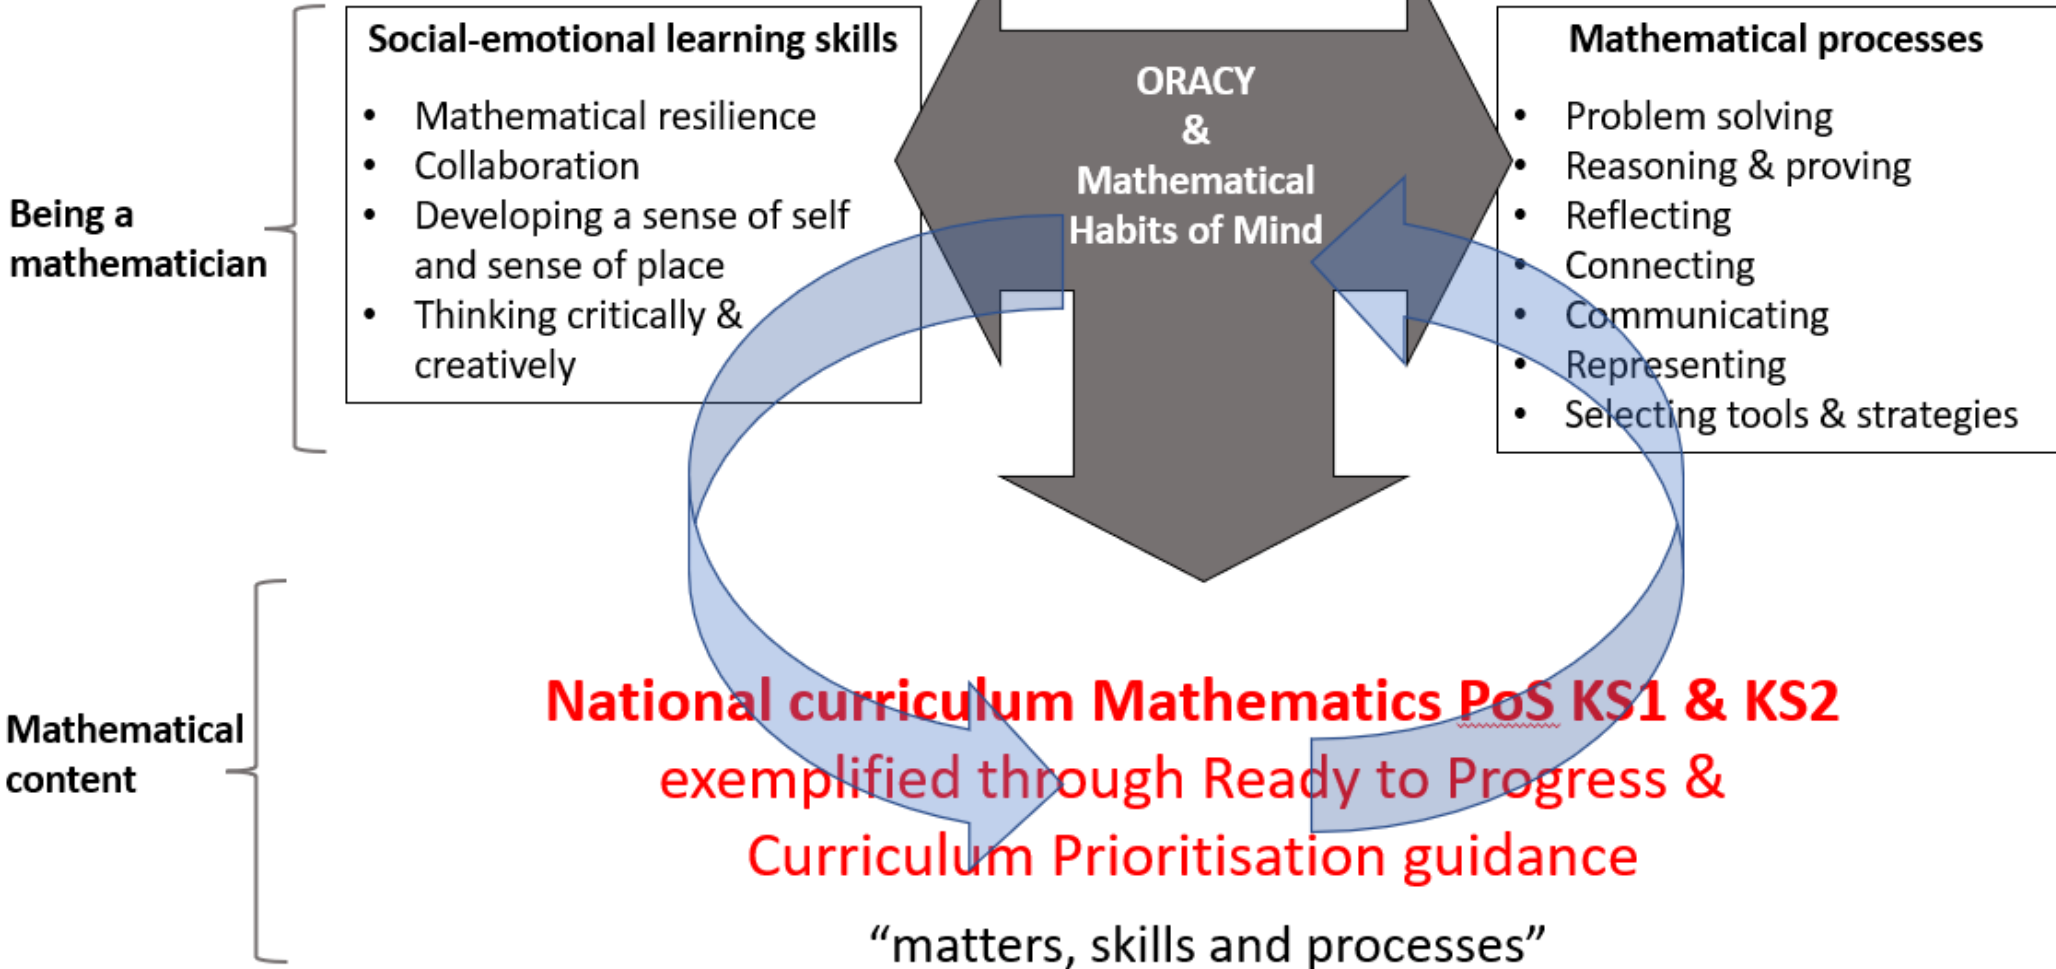 Being a
mathematician
Social-emotional learning skills
• Mathematical resilience
• Collaboration
• Developing a sense of self
and sense of place
• Thinking critically &
creatively
ORACY
&
Mathematical
Habits of Mind
Mathematical processes
• Problem solving
• Reasoning & proving
• Reflecting
• Connecting
• Communicating
• Representing
• Selecting tools & strategies
Mathematical
content
National curriculum Mathematics PoS KS1 & KS2
exemplified through Ready to Progress &
Curriculum Prioritisation guidance
“matters, skills and processes”